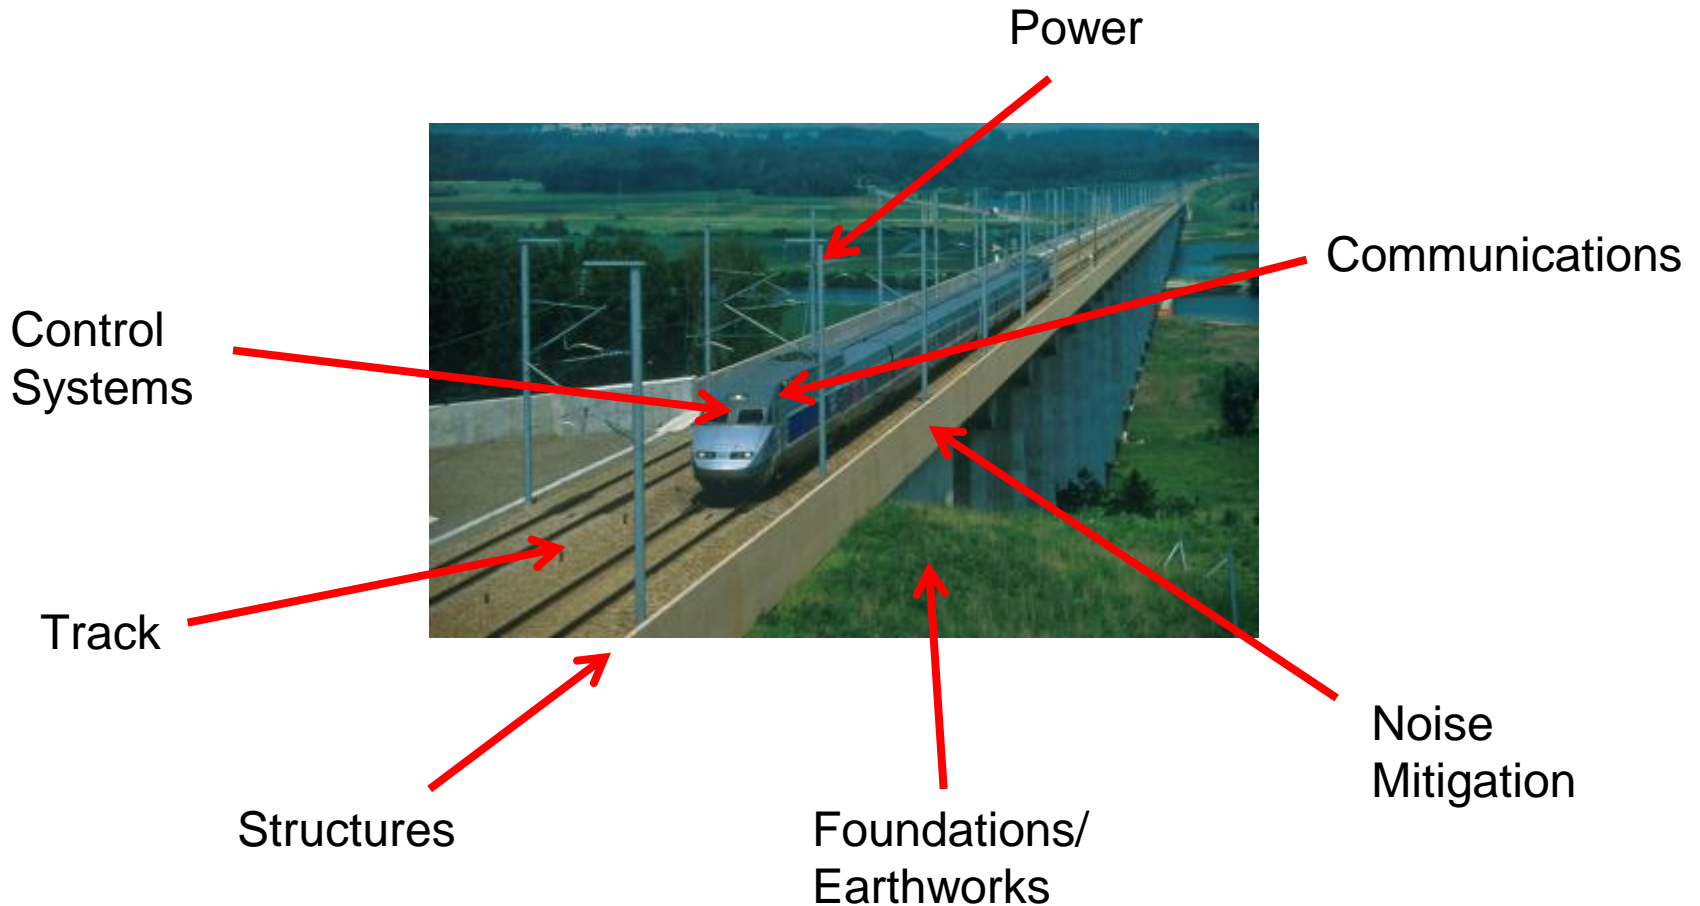 Power
Communications
Control
Systems
Track
Noise
Mitigation
Structures
Foundations/
Earthworks